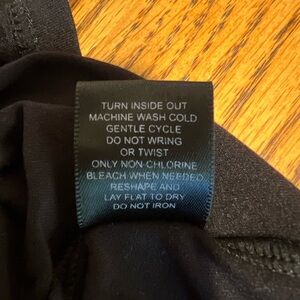 TURN INSIDE OUT
MACHINE WASH COLD
GENTLE CYCLE
DO NOT WRING
OR TWIST
ONLY NON-CHLORINE
BLEACH WHEN NEEDED
RESHAPE AND
LAY FLAT TO DRY
DO NOT IRON